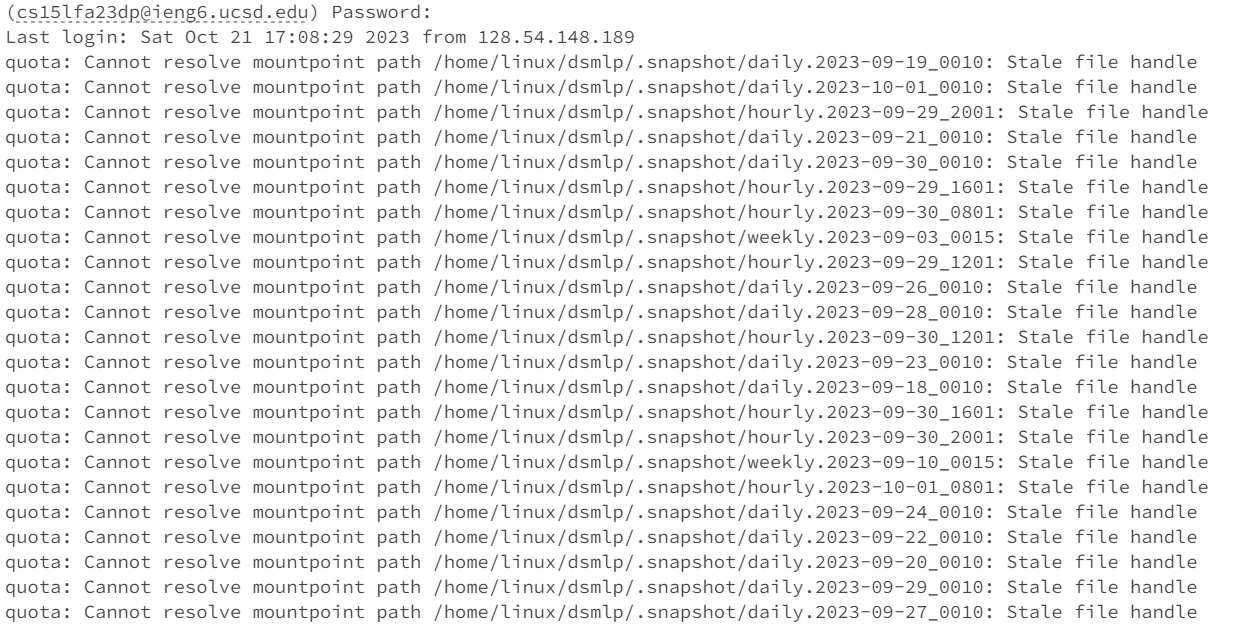 (cs15lfa23dp@ieng6.ucsd.edu) Password:
Last login: Sat Oct 21 17:08:29 2023 from 128.54.148.189
quota: Cannot resolve mountpoint path /home/linux/dsmlp/.snapshot/daily.2023-09-19_0010: Stale file handle
quota: Cannot resolve mountpoint path /home/linux/dsmlp/.snapshot/daily.2023-10-01_0010: Stale file handle
quota: Cannot resolve mountpoint path /home/linux/dsmlp/.snapshot/hourly.2023-09-29_2001: Stale file handle
quota: Cannot resolve mountpoint path /home/linux/dsmlp/.snapshot/daily.2023-09-21_0010: Stale file handle
quota: Cannot resolve mountpoint path /home/linux/dsmlp/.snapshot/daily.2023-09-30_0010: Stale file handle
quota: Cannot resolve mountpoint path /home/linux/dsmlp/.snapshot/hourly.2023-09-29_1601: Stale file handle
quota: Cannot resolve mountpoint path /home/linux/dsmlp/.snapshot/hourly.2023-09-30_0801: Stale file handle
quota: Cannot resolve mountpoint path /home/linux/dsmlp/.snapshot/weekly.2023-09-03_0015: Stale file handle
quota: Cannot resolve mountpoint path /home/linux/dsmlp/.snapshot/hourly.2023-09-29_1201: Stale file handle
quota: Cannot resolve mountpoint path /home/linux/dsmlp/.snapshot/daily.2023-09-26_0010: Stale file handle
quota: Cannot resolve mountpoint path /home/linux/dsmlp/.snapshot/daily.2023-09-28_0010: Stale file handle
quota: Cannot resolve mountpoint path /home/linux/dsmlp/.snapshot/hourly.2023-09-30_1201: Stale file handle
quota: Cannot resolve mountpoint path /home/linux/dsmlp/.snapshot/daily.2023-09-23_0010: Stale file handle
quota: Cannot resolve mountpoint path /home/linux/dsmlp/.snapshot/daily.2023-09-18_0010: Stale file handle
quota: Cannot resolve mountpoint path /home/linux/dsmlp/.snapshot/hourly.2023-09-30_1601: Stale file handle
quota: Cannot resolve mountpoint path /home/linux/dsmlp/.snapshot/hourly.2023-09-30_2001: Stale file handle
quota: Cannot resolve mountpoint path /home/linux/dsmlp/.snapshot/weekly.2023-09-10_0015: Stale file handle
quota: Cannot resolve mountpoint path /home/linux/dsmlp/.snapshot/hourly.2023-10-01_0801: Stale file handle
quota: Cannot resolve mountpoint path /home/linux/dsmlp/.snapshot/daily.2023-09-24_0010: Stale file handle
quota: Cannot resolve mountpoint path /home/linux/dsmlp/.snapshot/daily.2023-09-22_0010: Stale file handle
quota: Cannot resolve mountpoint path /home/linux/dsmlp/.snapshot/daily.2023-09-20_0010: Stale file handle
quota: Cannot resolve mountpoint path /home/linux/dsmlp/.snapshot/daily.2023-09-29_0010: Stale file handle
quota: Cannot resolve mountpoint path /home/linux/dsmlp/.snapshot/daily.2023-09-27_0010: Stale file handle